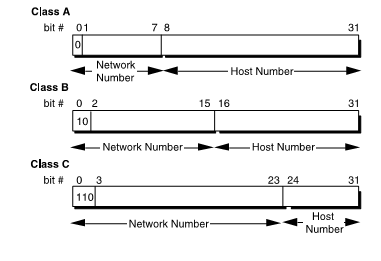 Class A
bit # 0 1 7 8 31
0
Network
Number
Host Number
Class B
bit # 0 2 15 16 31
10
Network Number Host Number
Class C
bit # 0 3 23 24 31
110
Network Number
Host
Number